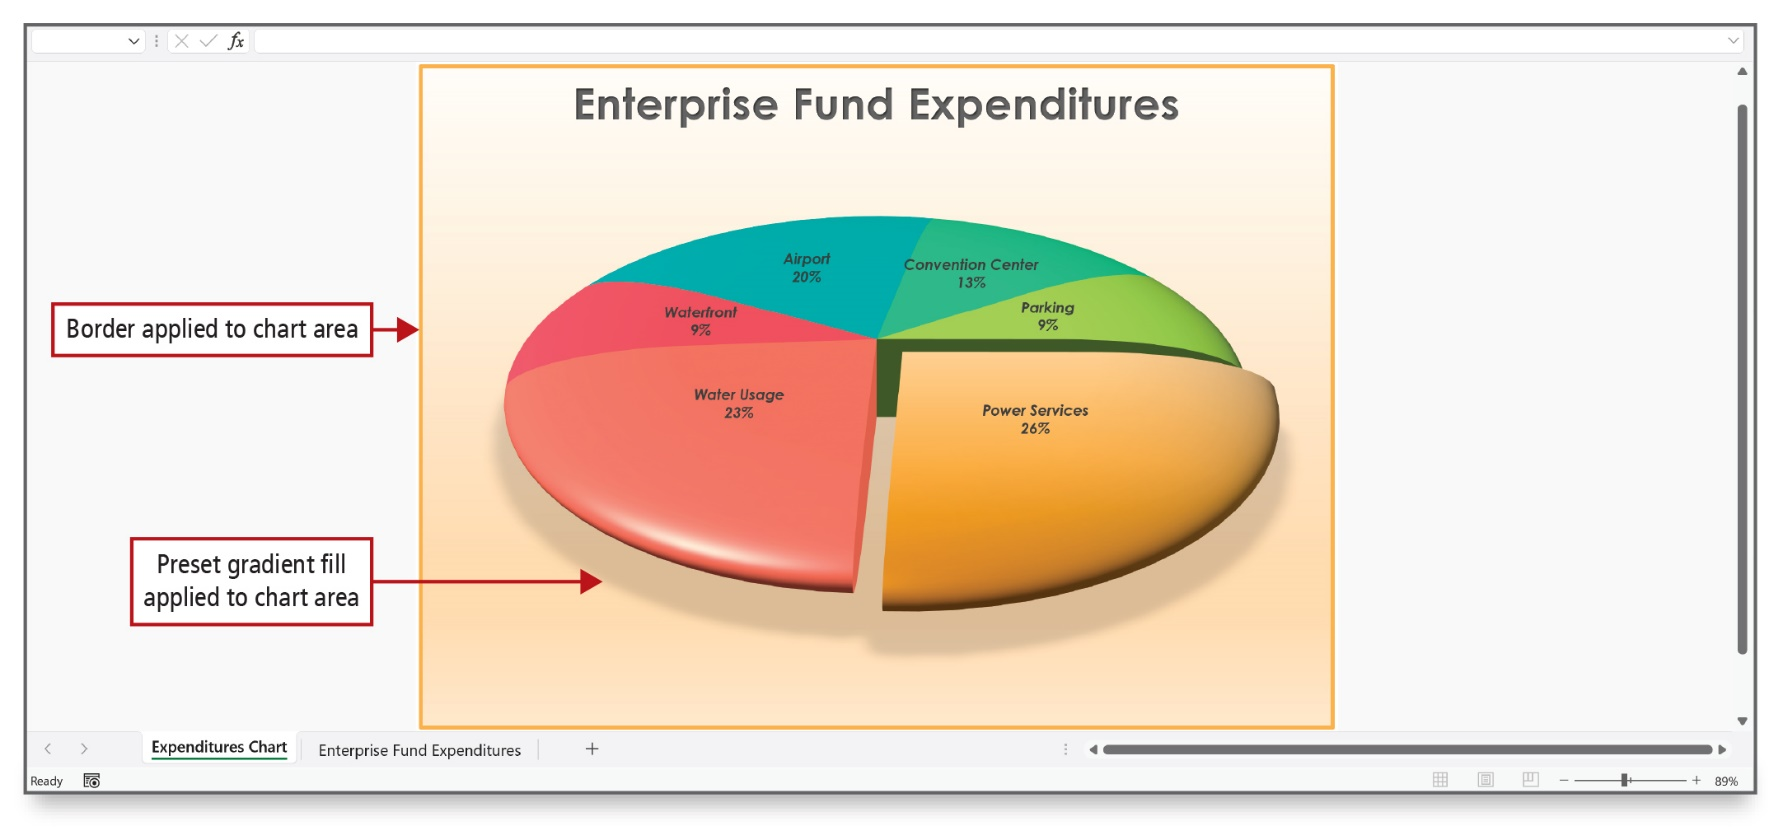 fx
Enterprise Fund Expenditures
Airport
20%
Convention Center
13%
Waterfront
9%
Parking
9%
Border applied to chart area
Water Usage
23%
Power Services
26%
Preset gradient fill
applied to chart area
Expenditures Chart
Enterprise Fund Expenditures
Ready
89%